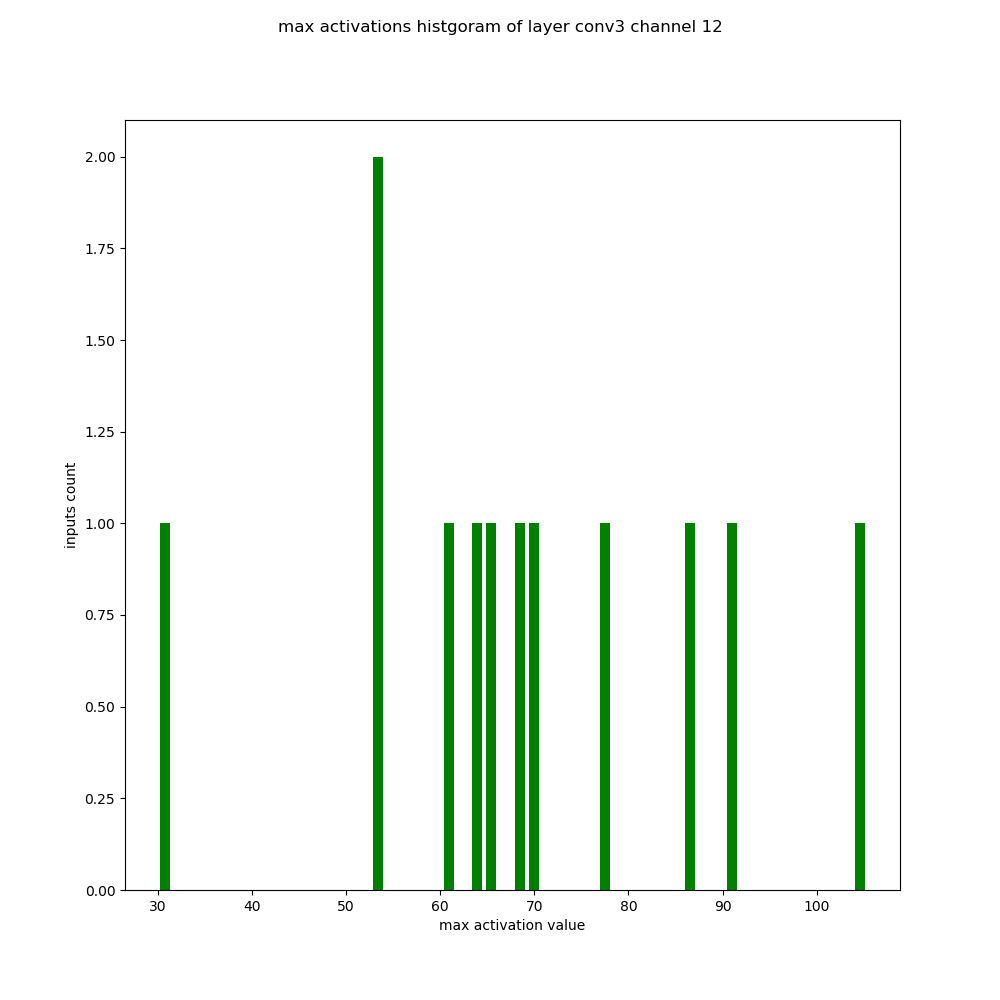 max activations histgoram of layer conv3 channel 12
2.00
1.75
1.50
1.25
1.00
0.75
0.50
0.25
0.00
inputs count
30 40 50 60 70 80 90 100
max activation value